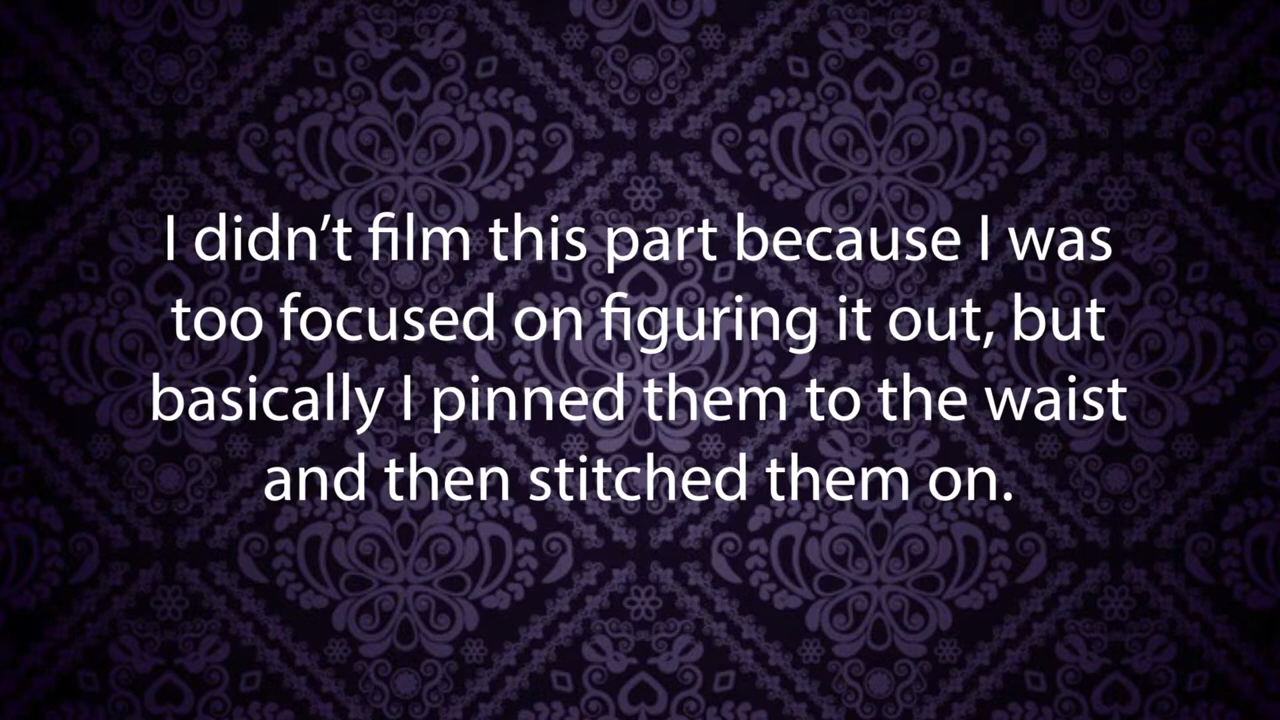 I didn’t film this part because I was
too focused on figuring it out, but
basically I pinned them to the waist
and then stitched them on.